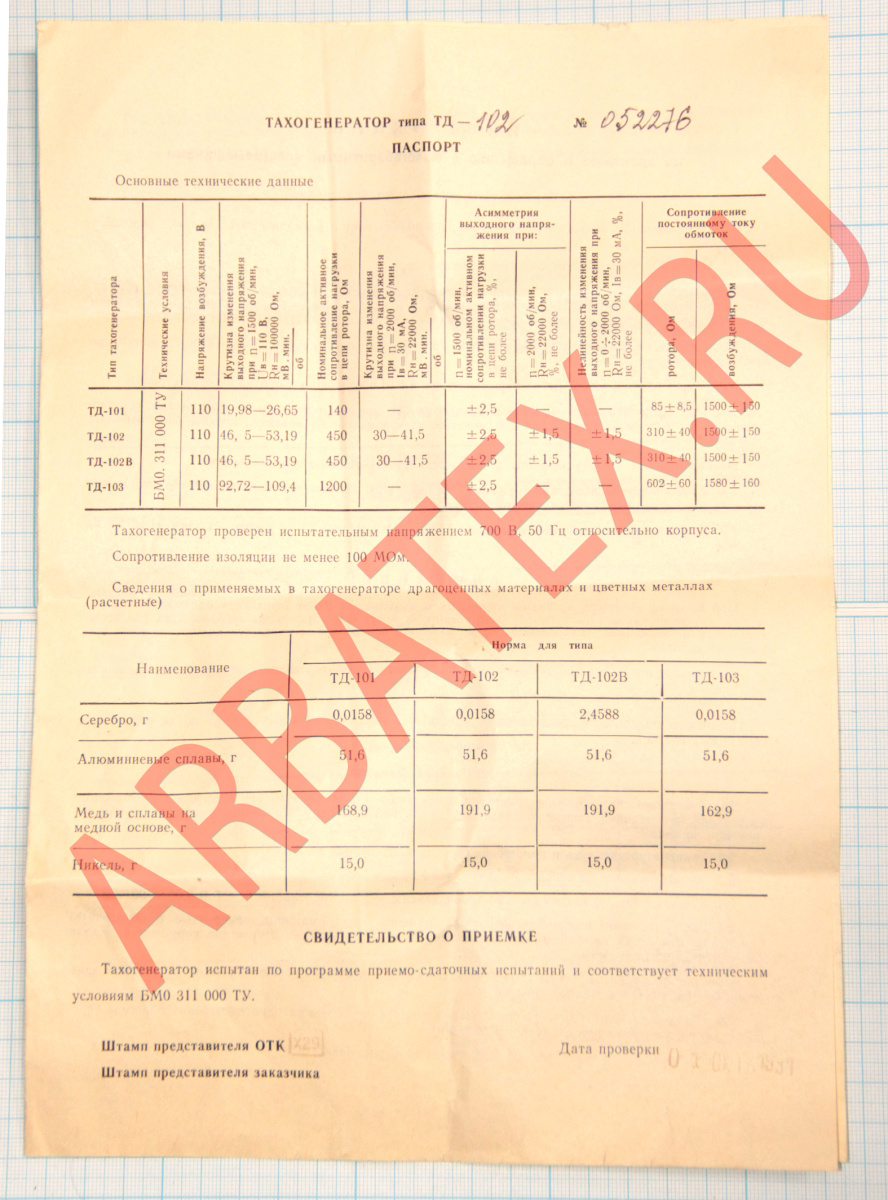 ТАХОГЕНЕРАТОР типа ТД — 102 № 052276
ПАСПОРТ
Основные технические данные
Тип тахогенератора
Технические условия
Напряжение возбуждения, В
Крутизна изменения
выходного напряжения
при n = 1500 об/мин,
Uв = 110 В,
Rн = 100000 Ом,
мВ . мин.
об
Номинальное активное
сопротивление нагрузки
в цепи ротора, Ом
Крутизна изменения
выходного напряжения
при n = 2000 об/мин,
Iв = 30 мА,
Rн = 22000 Ом,
мВ . мин.
об
Асимметрия
выходного напря-
жения при:
n = 1500 об/мин,
номинальном активном
сопротивлении нагрузки
в цепи ротора, %,
не более
n = 2000 об/мин,
Rн = 22000 Ом,
%, не более
Нелинейность изменения
выходного напряжения при
n = 0 ÷ 2000 об/мин,
Rн = 22000 Ом, Iв = 30 мА, %,
не более
Сопротивление
постоянному току
обмоток
ротора, Ом
возбуждения, Ом
БМ0. 311 000 ТУ
ТД-101 110 19,98—26,65 140 — ±2,5 — — 85±8,5 1500±150
ТД-102 110 46, 5—53,19 450 30—41,5 ±2,5 ±1,5 ±1,5 310±40 1500±150
ТД-102В 110 46, 5—53,19 450 30—41,5 ±2,5 ±1,5 ±1,5 310±40 1500±150
ТД-103 110 92,72—109,4 1200 — ±2,5 — — 602±60 1580±160
Тахогенератор проверен испытательным напряжением 700 В, 50 Гц относительно корпуса.
Сопротивление изоляции не менее 100 МОм.
Сведения о применяемых в тахогенераторе драгоценных материалах и цветных металлах
(расчетные)
Наименование
Норма для типа
ТД-101 ТД-102 ТД-102В ТД-103
Серебро, г 0,0158 0,0158 2,4588 0,0158
Алюминиевые сплавы, г 51,6 51,6 51,6 51,6
Медь и сплавы на
медной основе, г 168,9 191,9 191,9 162,9
Никель, г 15,0 15,0 15,0 15,0
СВИДЕТЕЛЬСТВО О ПРИЕМКЕ
Тахогенератор испытан по программе приемо-сдаточных испытаний и соответствует техническим
условиям БМ0 311 000 ТУ.
Штамп представителя ОТК
Дата проверки 01
Штамп представителя заказчика
ARBATEX.RU